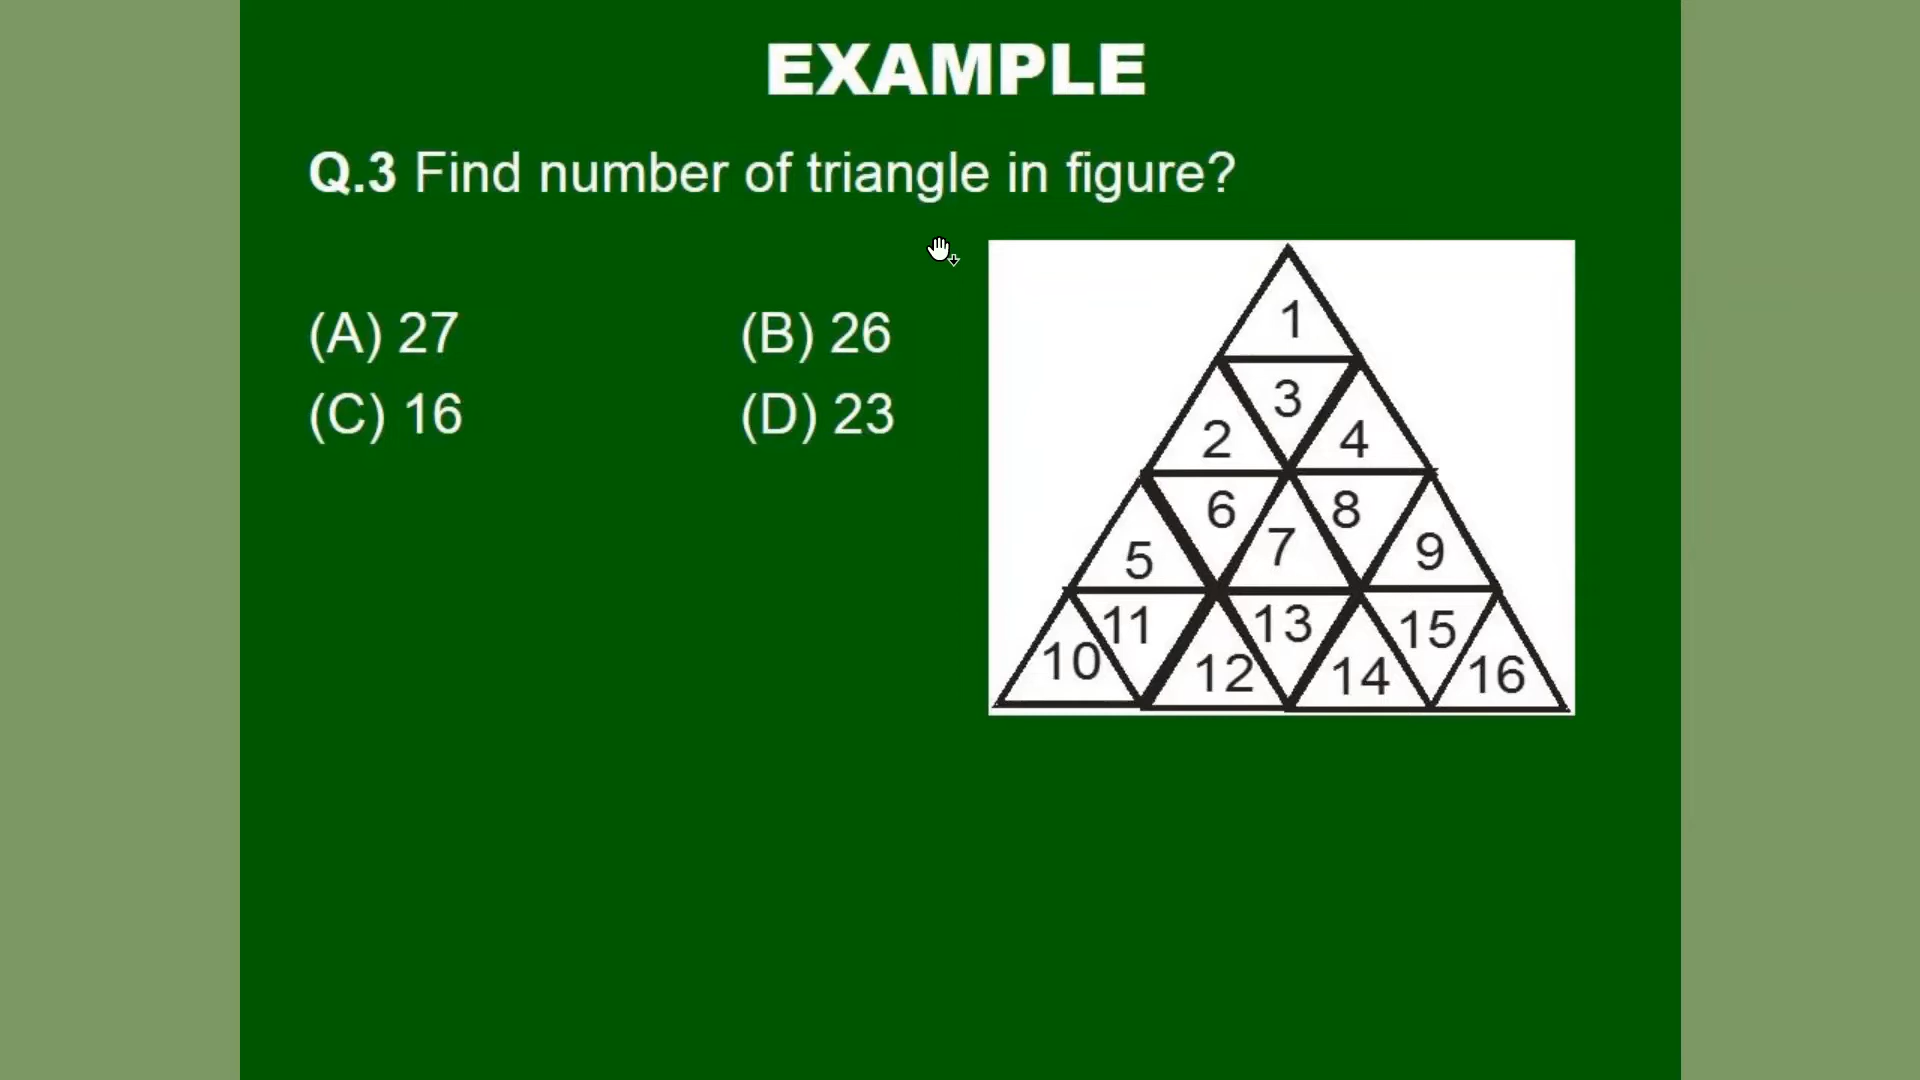 EXAMPLE
Q.3 Find number of triangle in figure?
(A) 27 (B) 26
(C) 16 (D) 23
1
3
2 4
6 7 8
5 9
11 13 15
10 12 14 16